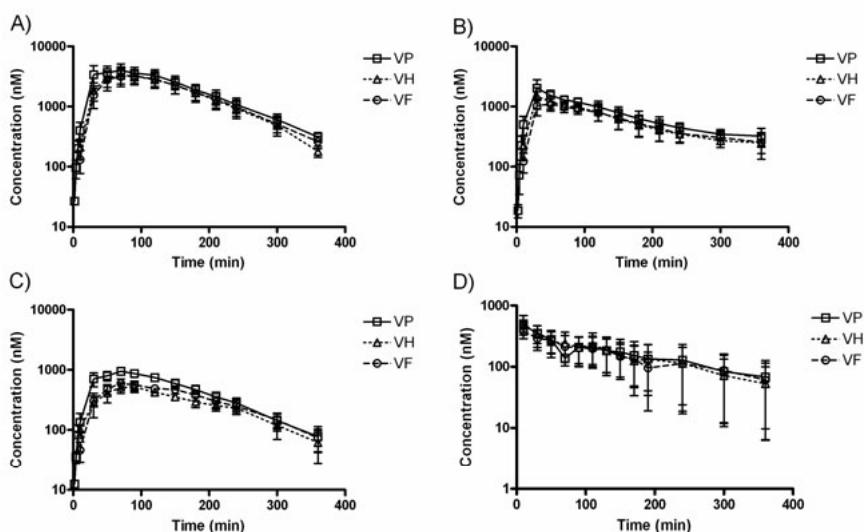 A)
Concentration (nM)
10000
1000
100
10
0 100 200 300 400
Time (min)
VP
VH
VF
B)
Concentration (nM)
10000
1000
100
10
0 100 200 300 400
Time (min)
VP
VH
VF
C)
Concentration (nM)
10000
1000
100
10
0 100 200 300 400
Time (min)
VP
VH
VF
D)
Concentration (nM)
1000
100
10
1
0 100 200 300 400
Time (min)
VP
VH
VF